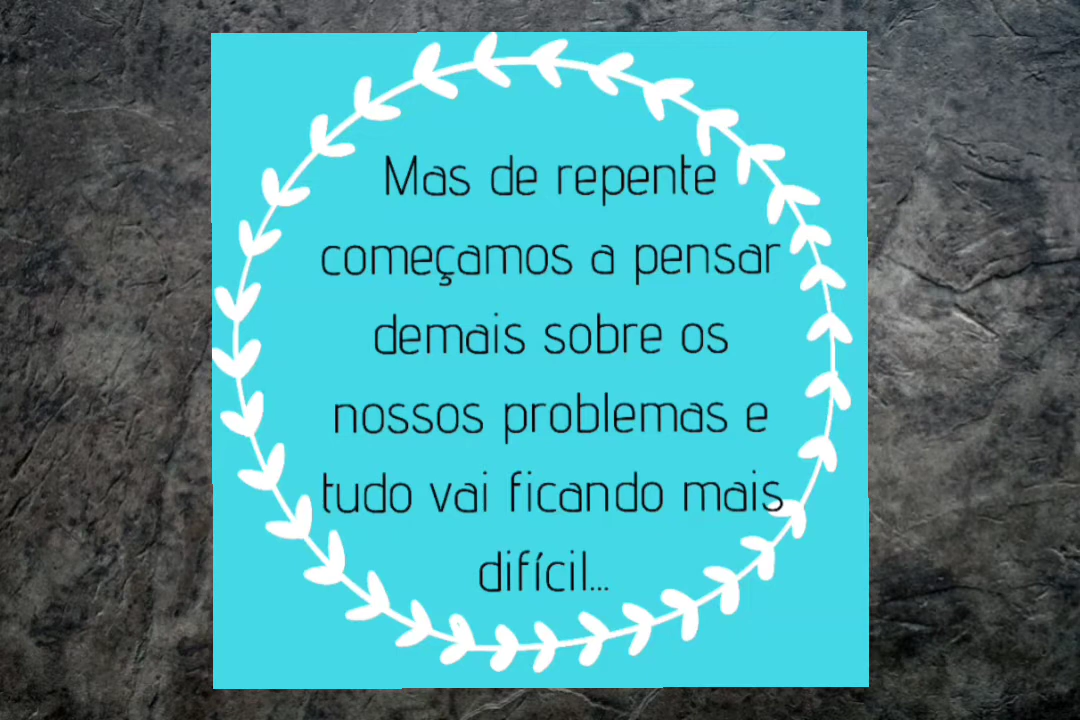 Mas de repente
começamos a pensar
demais sobre os
nossos problemas e
tudo vai ficando mais
difícil...